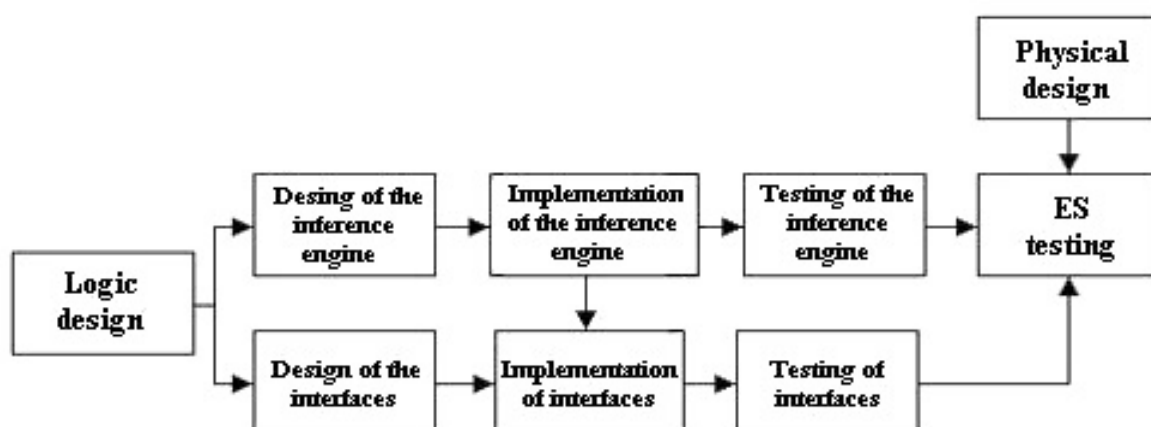 Physical
design
Desing of the
inference
engine
Implementation
of the inference
engine
Testing of the
inference
engine
ES
testing
Logic
design
Design of the
interfaces
Implementation
of interfaces
Testing of
interfaces